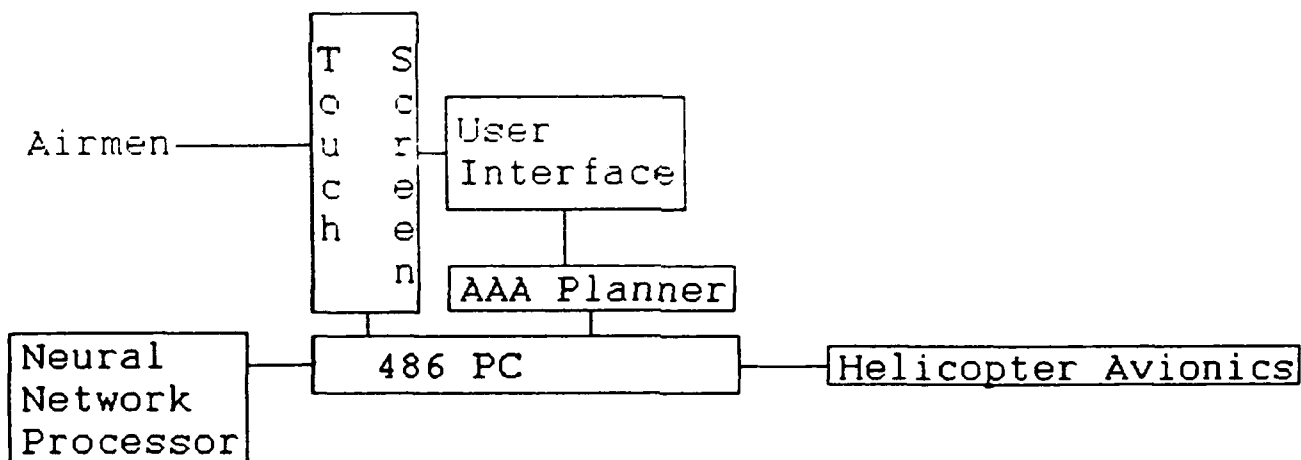 Airmen
Touch
Screen
User
Interface
AAA Planner
486 PC
Neural
Network
Processor
Helicopter Avionics